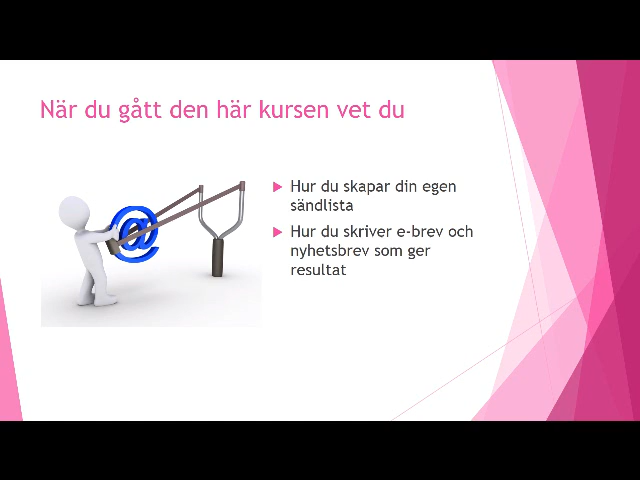 När du gått den här kursen vet du
Hur du skapar din egen
sändlista
Hur du skriver e-brev och
nyhetsbrev som ger
resultat
@